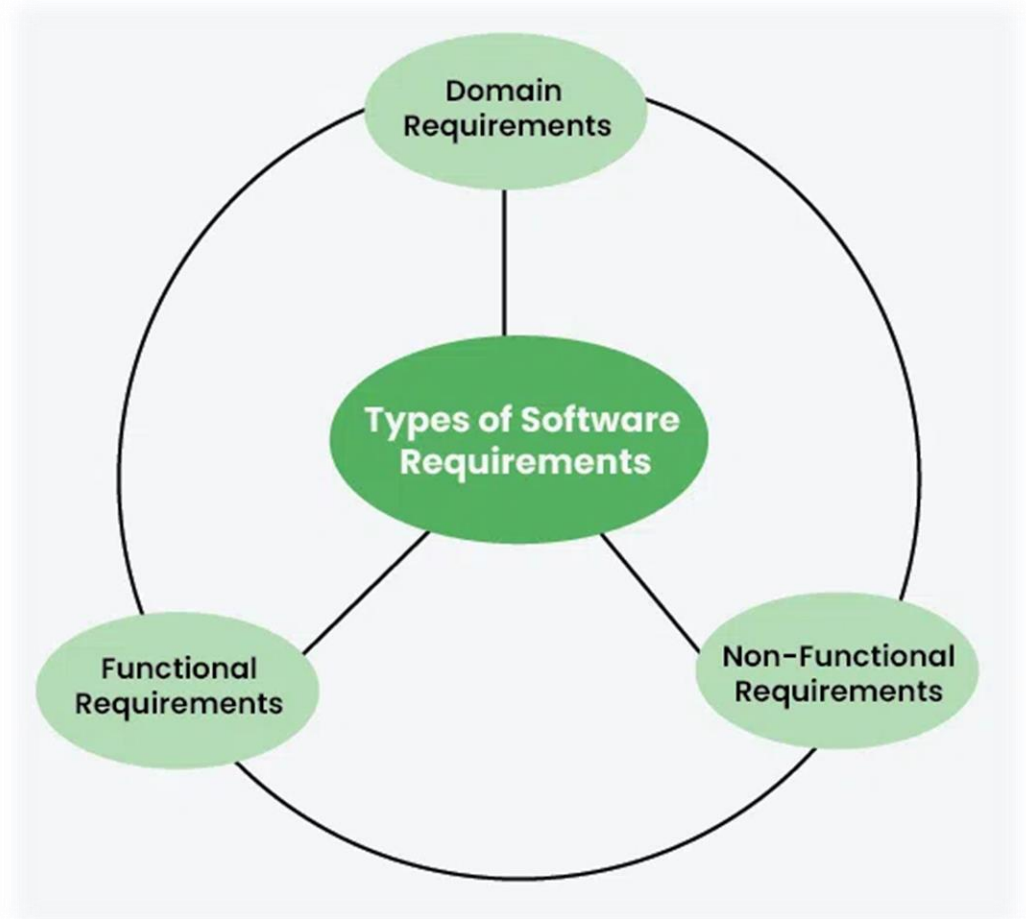 Domain
Requirements
Types of Software
Requirements
Functional
Requirements
Non-Functional
Requirements